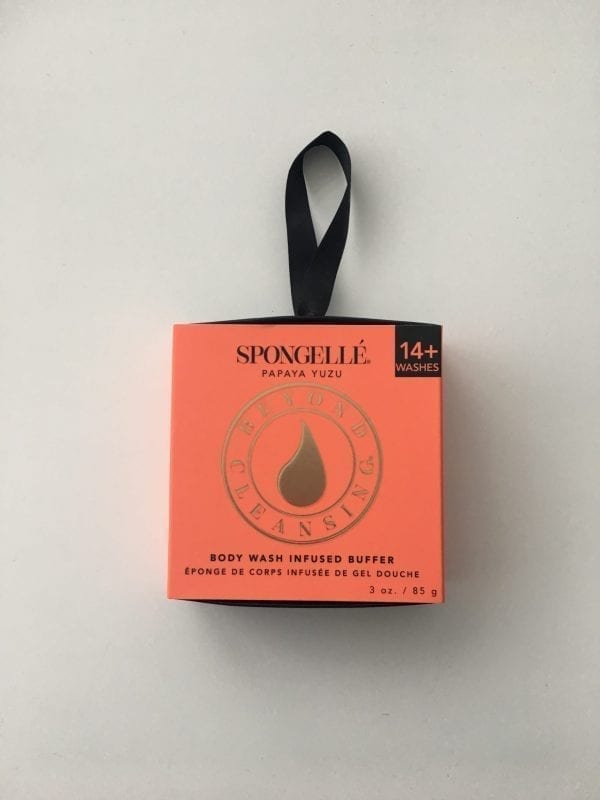 SPONGELLÉ®
PAPAYA YUZU
14+
WASHES
BEYOND
CLEANSING®
BODY WASH INFUSED BUFFER
ÉPONGE DE CORPS INFUSÉE DE GEL DOUCHE
3 oz. / 85 g